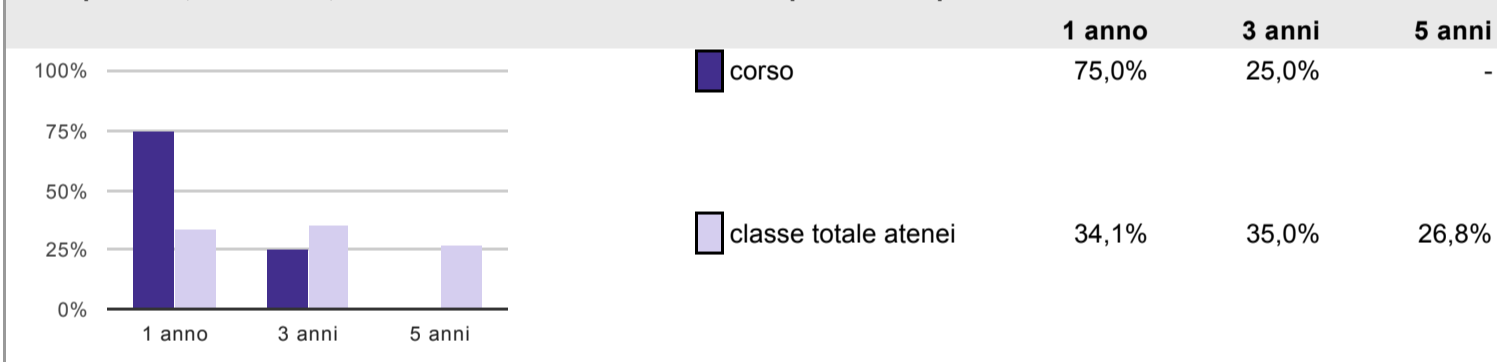 1 anno 3 anni 5 anni
100%
75%
50%
25%
0%
1 anno 3 anni 5 anni
corso 75,0% 25,0% -
classe totale atenei 34,1% 35,0% 26,8%